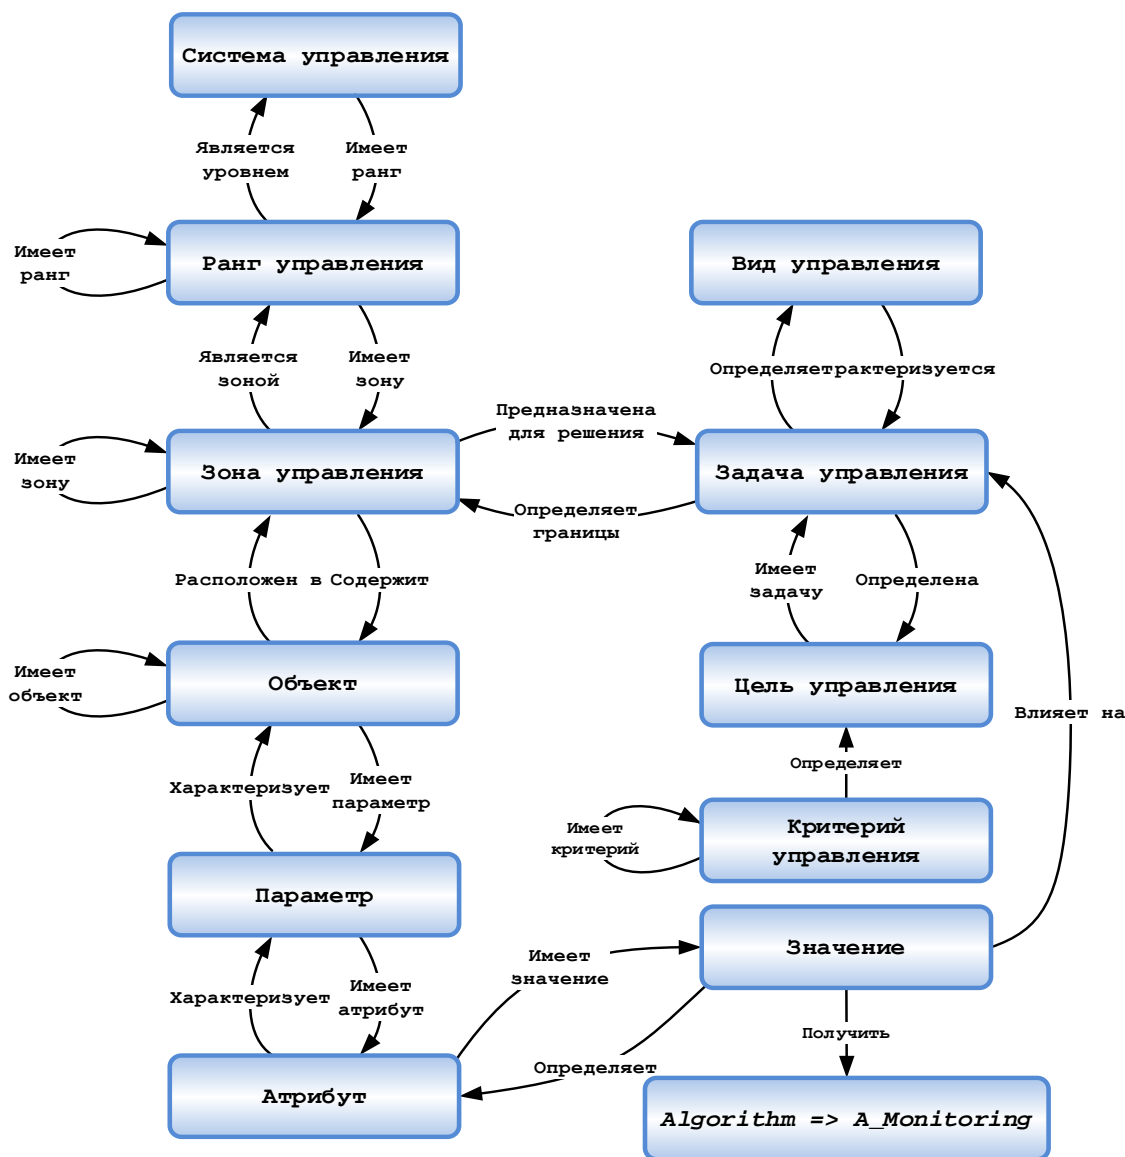 Система управления
Является
уровнем
Имеет
ранг
Имеет
ранг
Ранг управления
Вид управления
Является
зоной
Имеет
зону
Определяет
рактеризуется
Предназначена
для решения
Имеет
зону
Зона управления
Задача управления
Определяет
границы
Расположен в
Содержит
Имеет
задачу
Определена
Имеет
объект
Объект
Цель управления
Влияет на
Характеризует
Имеет
параметр
Определяет
Имеет
критерий
Критерий
управления
Параметр
Имеет
значение
Значение
Характеризует
Имеет
атрибут
Получить
Определяет
Атрибут
Algorithm => A_Monitoring